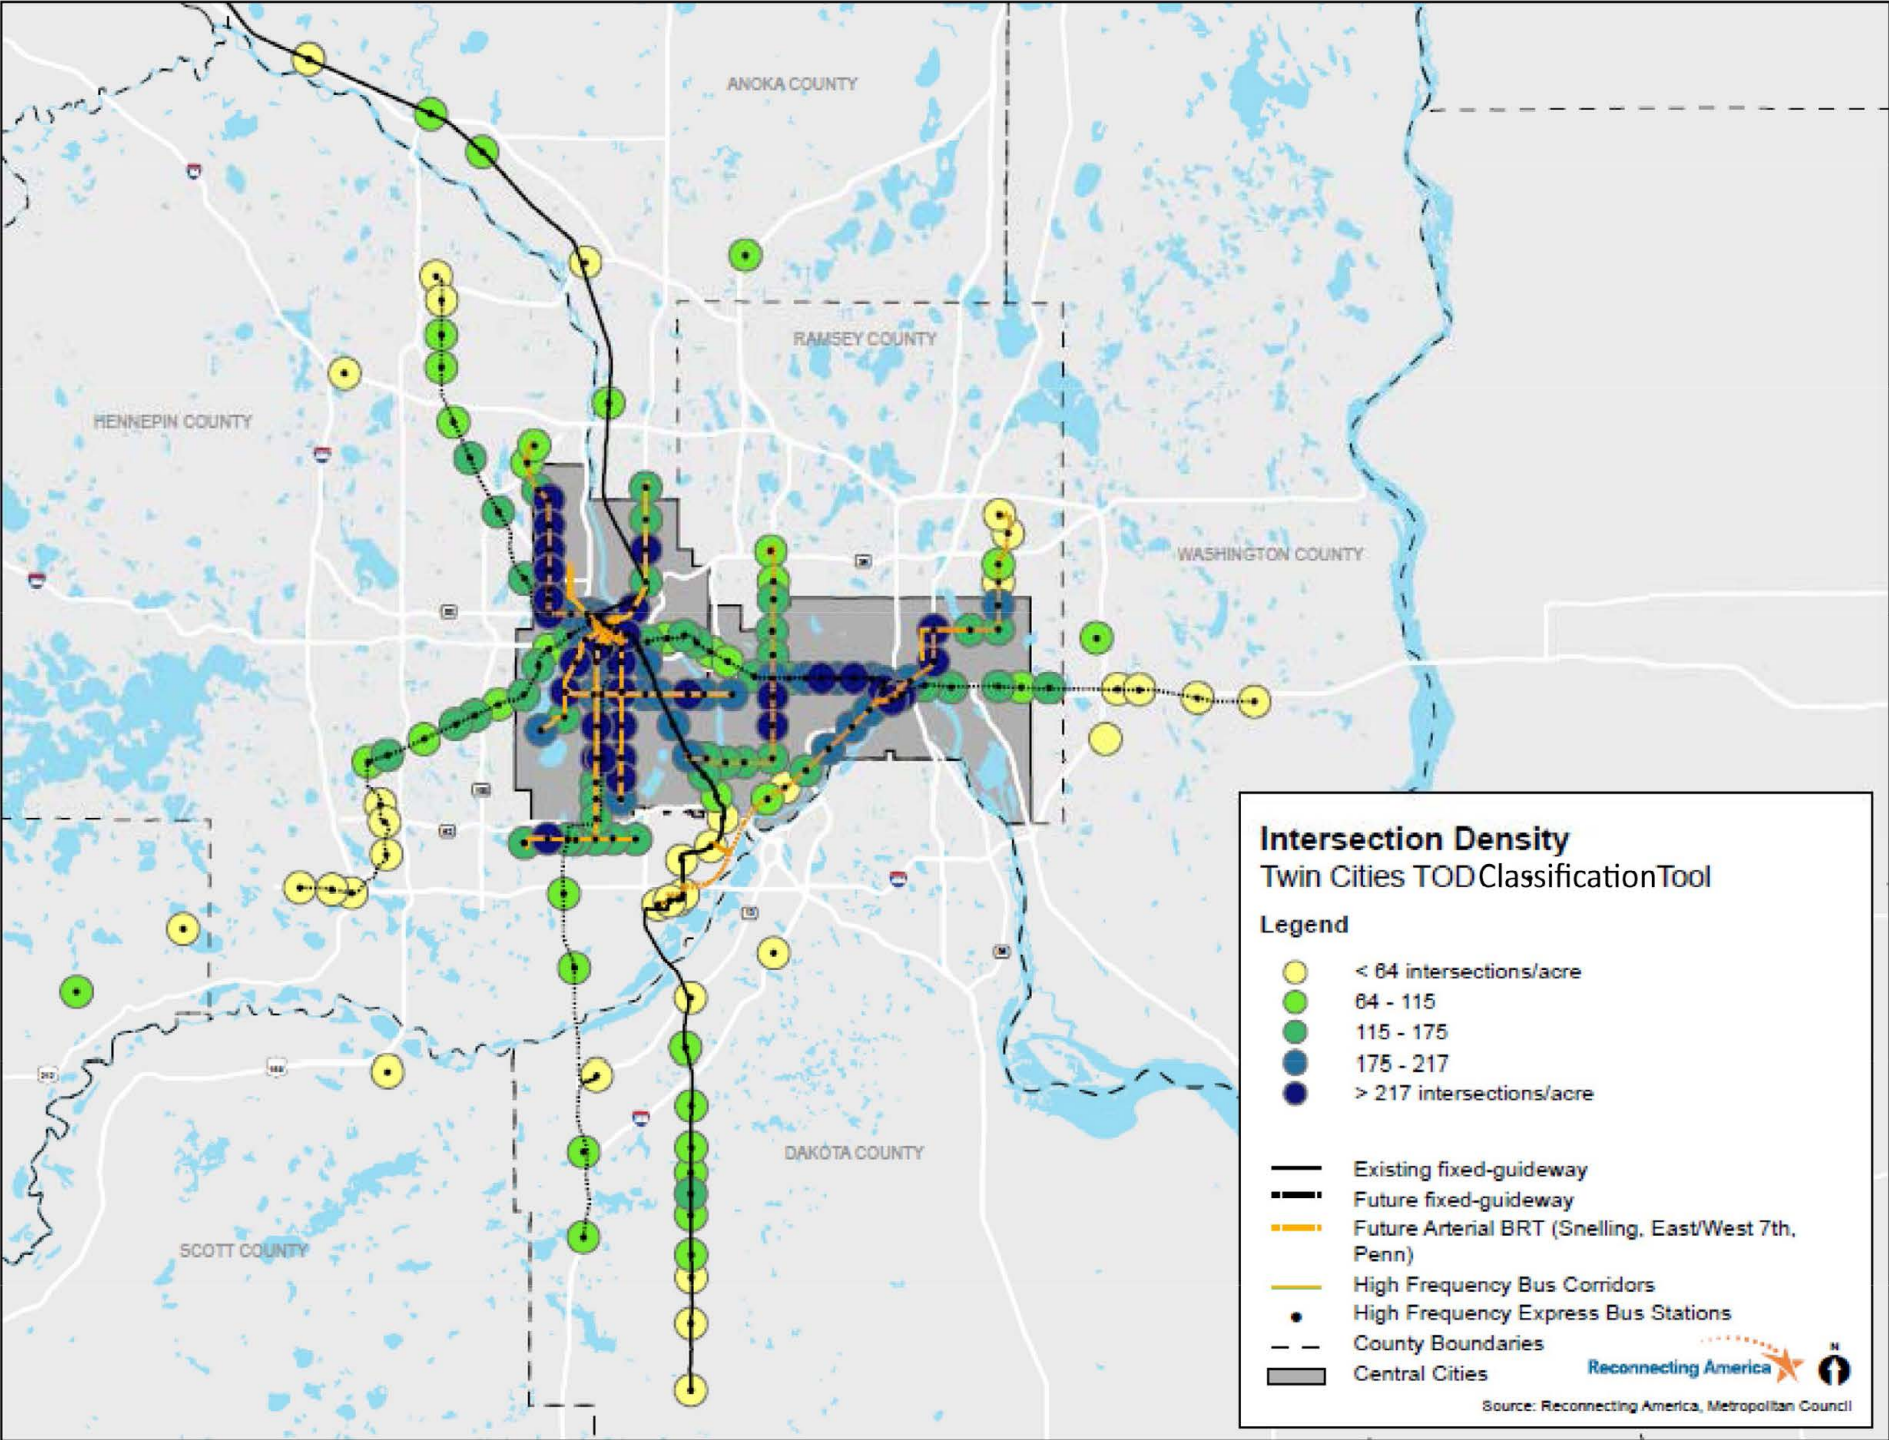 ANOKA COUNTY
RAMSEY COUNTY
HENNEPIN COUNTY
WASHINGTON COUNTY
DAKOTA COUNTY
SCOTT COUNTY
Intersection Density
Twin Cities TOD Classification Tool
Legend
< 64 intersections/acre
64 - 115
115 - 175
175 - 217
> 217 intersections/acre
Existing fixed-guideway
Future fixed-guideway
Future Arterial BRT (Snelling, East/West 7th,
Penn)
High Frequency Bus Corridors
High Frequency Express Bus Stations
County Boundaries
Central Cities
Reconnecting America
N
Source: Reconnecting America, Metropolitan Council